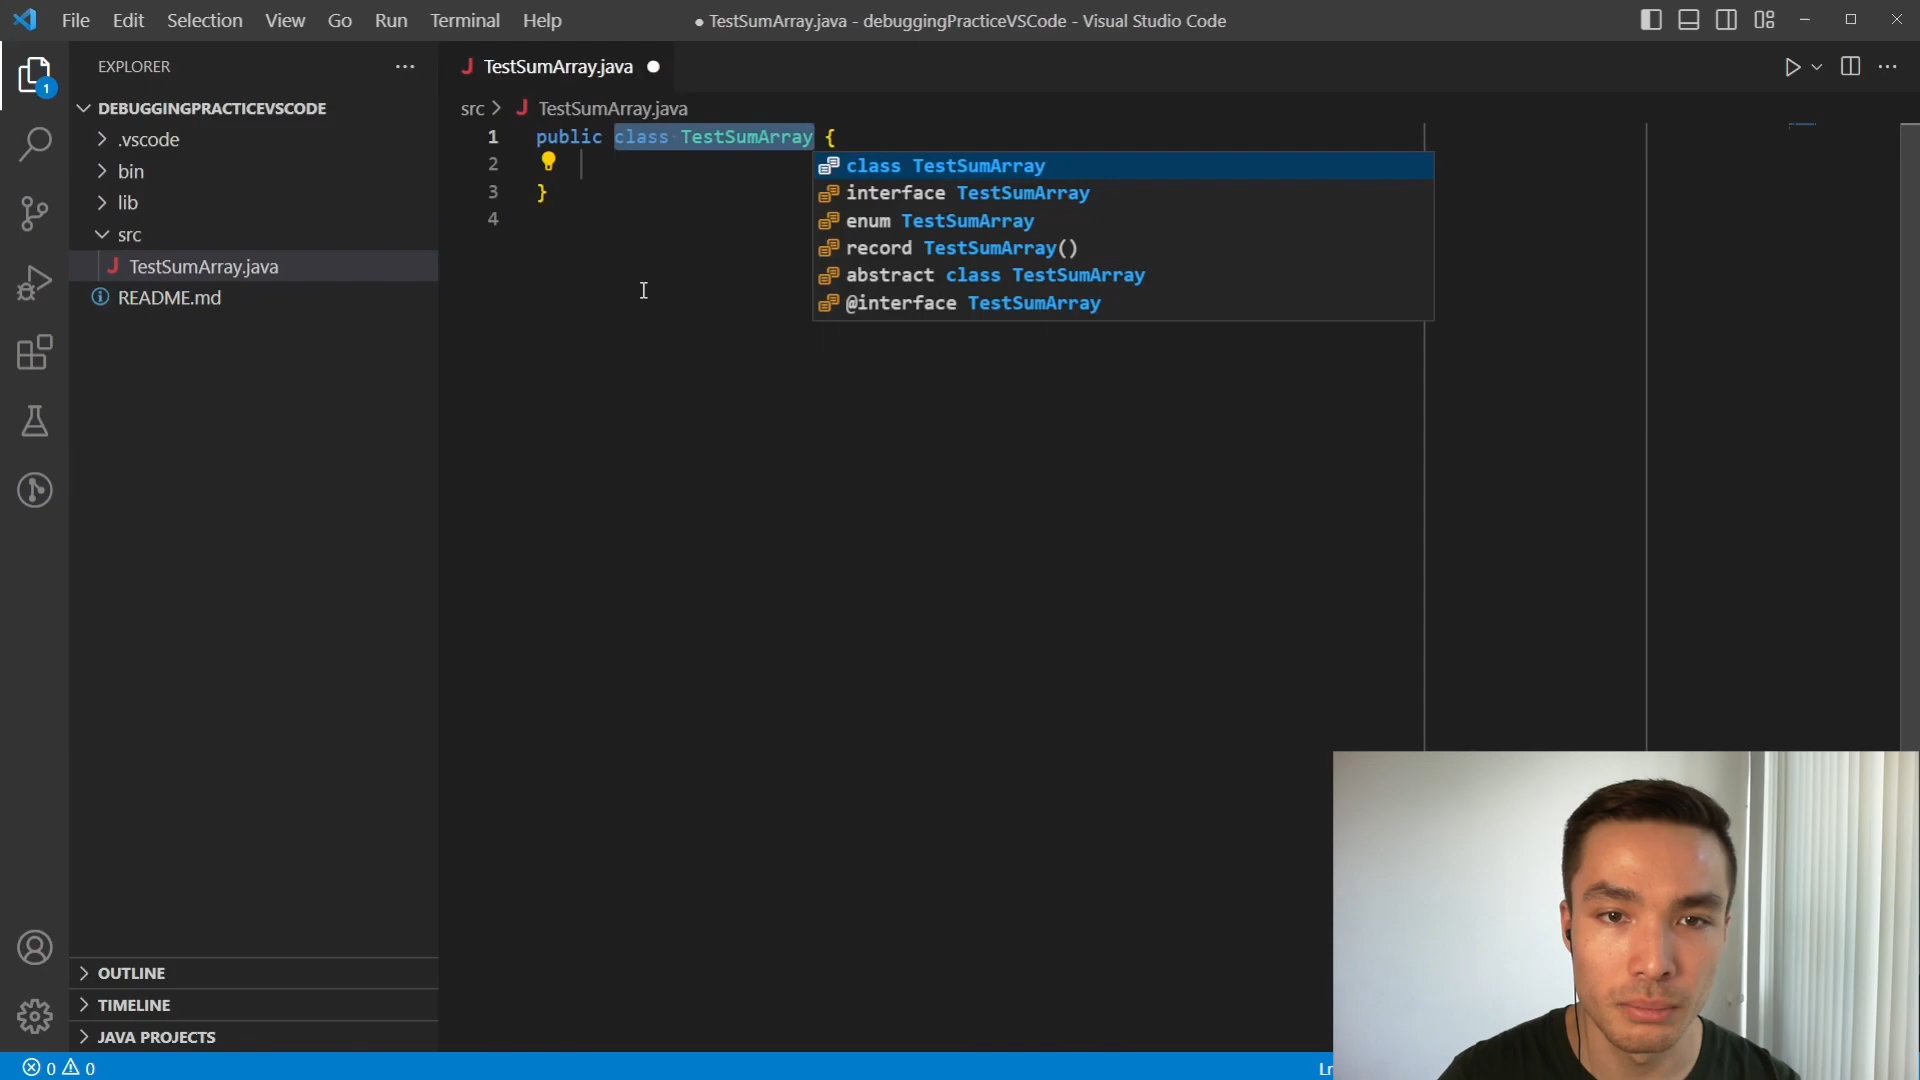 File Edit Selection View Go Run Terminal Help
● TestSumArray.java - debuggingPracticeVSCode - Visual Studio Code
EXPLORER
1
DEBUGGINGPRACTICEVSCODE
.vscode
bin
lib
src
J TestSumArray.java
README.md
OUTLINE
TIMELINE
JAVA PROJECTS
J TestSumArray.java
src > J TestSumArray.java
1 public class TestSumArray {
2
3 }
4
class TestSumArray
interface TestSumArray
enum TestSumArray
record TestSumArray()
abstract class TestSumArray
@interface TestSumArray
0 0
Ln